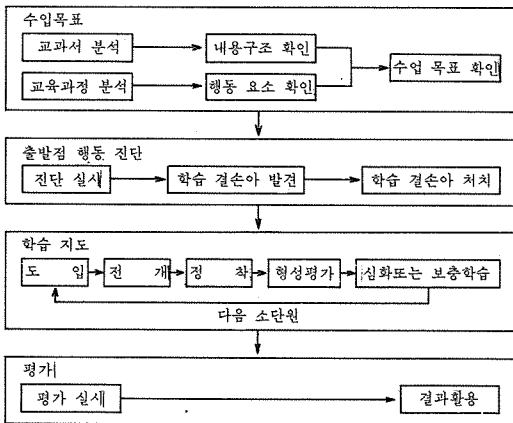 수입목표
교과서 분석
내용구조 확인
수업 목표 확인
교육과정 분석
행동 요소 확인
출발점 행동 진단
진단 실시
학습 결손아 발견
학습 결손아 처치
학습 지도
도 입
전 개
정 착
형성평가
심화또는 보충학습
다음 소단원
평가
평가 실시
결과활용